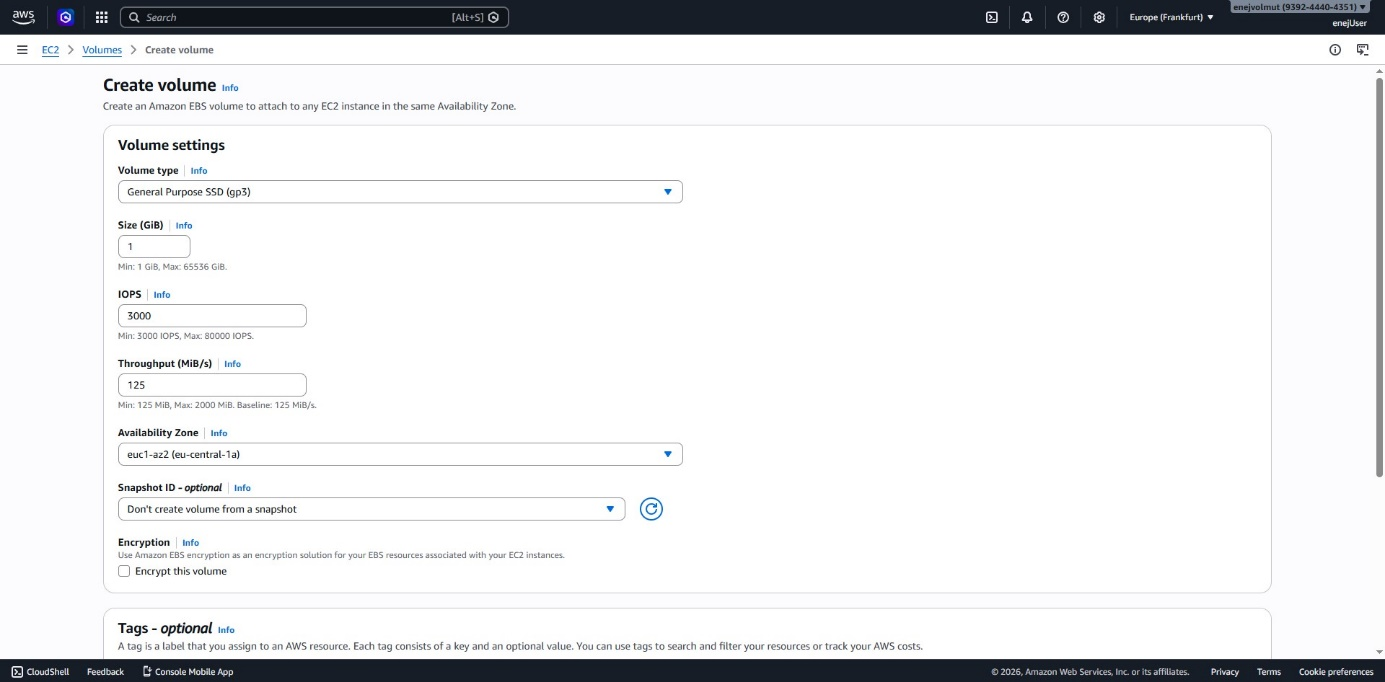 aws
Search [Alt+S]
Europe (Frankfurt)
enejvolmut (9392-4440-4351)
enejUser
EC2 > Volumes > Create volume
Create volume Info
Create an Amazon EBS volume to attach to any EC2 instance in the same Availability Zone.
Volume settings
Volume type Info
General Purpose SSD (gp3)
Size (GiB) Info
1
Min: 1 GiB, Max: 65536 GiB.
IOPS Info
3000
Min: 3000 IOPS, Max: 80000 IOPS.
Throughput (MiB/s) Info
125
Min: 125 MiB, Max: 2000 MiB. Baseline: 125 MiB/s.
Availability Zone Info
euc1-az2 (eu-central-1a)
Snapshot ID - optional Info
Don't create volume from a snapshot
Encryption Info
Use Amazon EBS encryption as an encryption solution for your EBS resources associated with your EC2 instances.
Encrypt this volume
Tags - optional Info
A tag is a label that you assign to an AWS resource. Each tag consists of a key and an optional value. You can use tags to search and filter your resources or track your AWS costs.
CloudShell Feedback Console Mobile App © 2026, Amazon Web Services, Inc. or its affiliates. Privacy Terms Cookie preferences